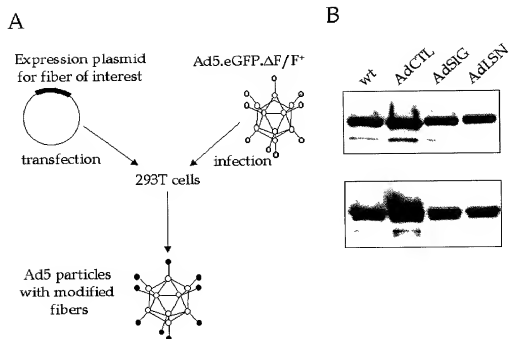 A
Expression plasmid
for fiber of interest
Ad5.eGFP.ΔF/F⁺
transfection
infection
293T cells
Ad5 particles
with modified
fibers
B
wt
AdCTL
AdSIG
AdLSN